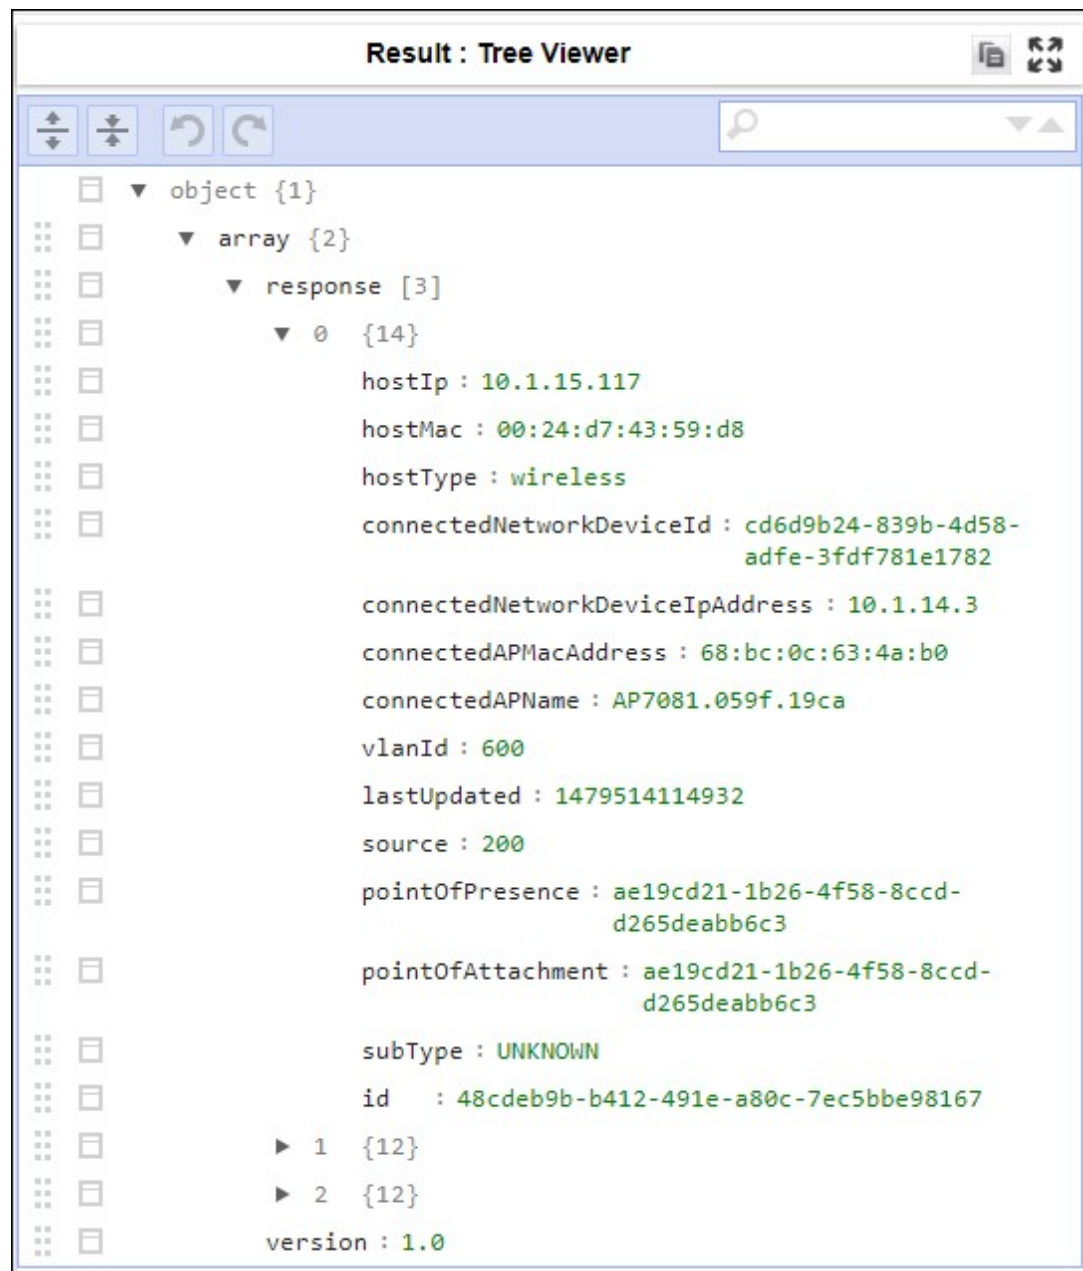 Result : Tree Viewer
object {1}
array {2}
response [3]
0 {14}
hostIp : 10.1.15.117
hostMac : 00:24:d7:43:59:d8
hostType : wireless
connectedNetworkDeviceId : cd6d9b24-839b-4d58-
adfe-3fdf781e1782
connectedNetworkDeviceIpAddress : 10.1.14.3
connectedAPMacAddress : 68:bc:0c:63:4a:b0
connectedAPName : AP7081.059f.19ca
vlanId : 600
lastUpdated : 1479514114932
source : 200
pointOfPresence : ae19cd21-1b26-4f58-8ccd-
d265deabb6c3
pointOfAttachment : ae19cd21-1b26-4f58-8ccd-
d265deabb6c3
subType : UNKNOWN
id : 48cdeb9b-b412-491e-a80c-7ec5bbe98167
1 {12}
2 {12}
version : 1.0